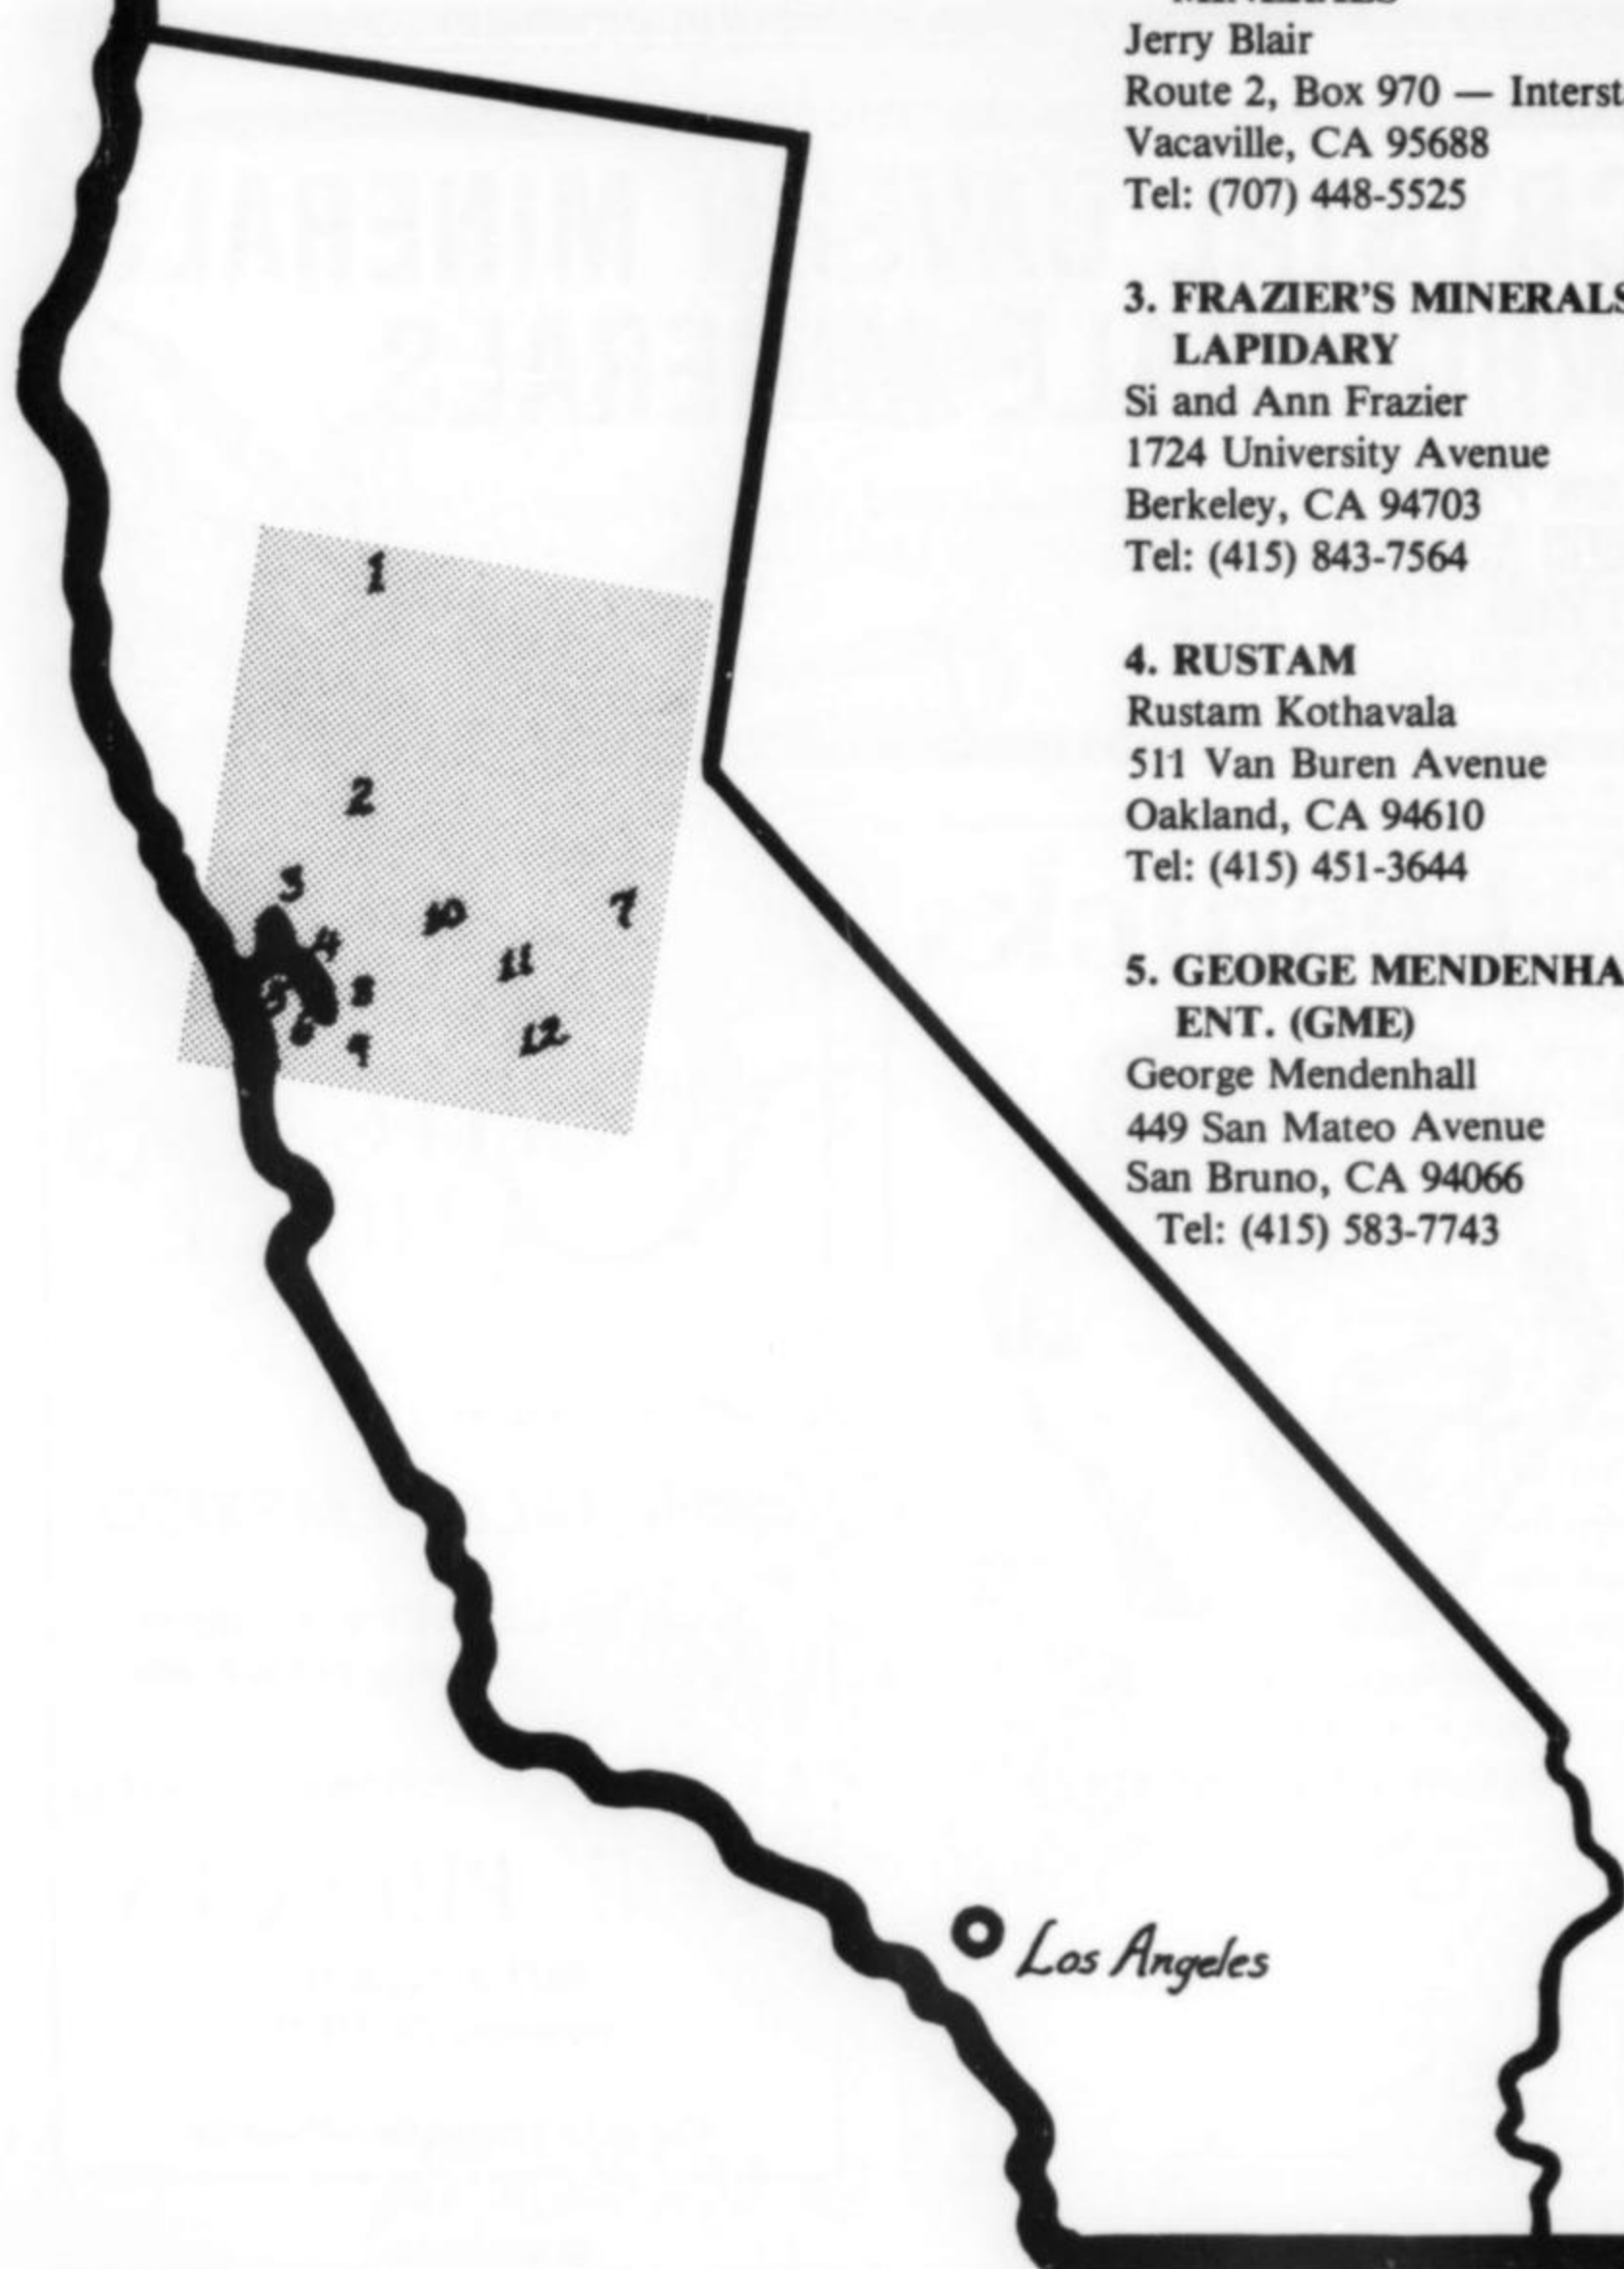 MINERALS
Jerry Blair
Route 2, Box 970 — Interst
Vacaville, CA 95688
Tel: (707) 448-5525
3. FRAZIER'S MINERALS
LAPIDARY
Si and Ann Frazier
1724 University Avenue
Berkeley, CA 94703
Tel: (415) 843-7564
4. RUSTAM
Rustam Kothavala
511 Van Buren Avenue
Oakland, CA 94610
Tel: (415) 451-3644
5. GEORGE MENDENHA
ENT. (GME)
George Mendenhall
449 San Mateo Avenue
San Bruno, CA 94066
Tel: (415) 583-7743
1
2
3
10
7
4
11
5
8
6
9
12
Los Angeles